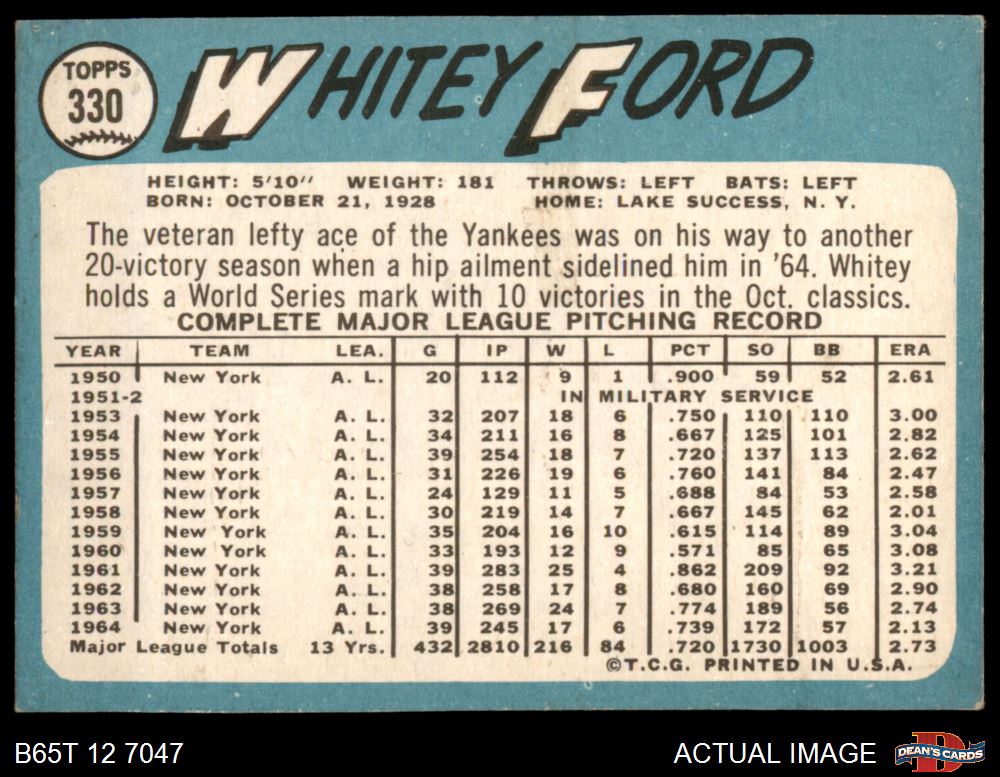 TOPPS
330
WHITEY FORD
HEIGHT: 5'10" WEIGHT: 181 THROWS: LEFT BATS: LEFT
BORN: OCTOBER 21, 1928 HOME: LAKE SUCCESS, N. Y.
The veteran lefty ace of the Yankees was on his way to another
20-victory season when a hip ailment sidelined him in '64. Whitey
holds a World Series mark with 10 victories in the Oct. classics.
COMPLETE MAJOR LEAGUE PITCHING RECORD
YEAR TEAM LEA. G IP W L PCT SO BB ERA
1950 New York A. L. 20 112 9 1 .900 59 52 2.61
1951-2 IN MILITARY SERVICE
1953 New York A. L. 32 207 18 6 .750 110 110 3.00
1954 New York A. L. 34 211 16 8 .667 125 101 2.82
1955 New York A. L. 39 254 18 7 .720 137 113 2.62
1956 New York A. L. 31 226 19 6 .760 141 84 2.47
1957 New York A. L. 24 129 11 5 .688 84 53 2.58
1958 New York A. L. 30 219 14 7 .667 145 62 2.01
1959 New York A. L. 35 204 16 10 .615 114 89 3.04
1960 New York A. L. 33 193 12 9 .571 85 65 3.08
1961 New York A. L. 39 283 25 4 .862 209 92 3.21
1962 New York A. L. 38 258 17 8 .680 160 69 2.90
1963 New York A. L. 38 269 24 7 .774 189 56 2.74
1964 New York A. L. 39 245 17 6 .739 172 57 2.13
Major League Totals 13 Yrs. 432 2810 216 84 .720 1730 1003 2.73
©T.C.G. PRINTED IN U.S.A.
B65T 12 7047 ACTUAL IMAGE DEAN'S CARDS